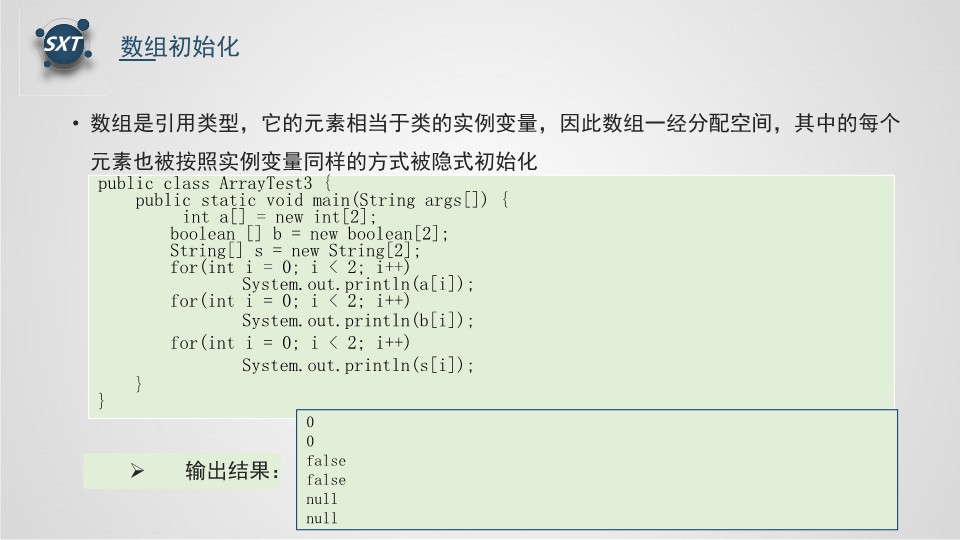 SXT
数组初始化
• 数组是引用类型，它的元素相当于类的实例变量，因此数组一经分配空间，其中的每个
元素也被按照实例变量同样的方式被隐式初始化
public class ArrayTest3 {
    public static void main(String args[]) {
         int a[] = new int[2];
        boolean [] b = new boolean[2];
        String[] s = new String[2];
        for(int i = 0; i < 2; i++)
                System.out.println(a[i]);
        for(int i = 0; i < 2; i++)
                System.out.println(b[i]);
        for(int i = 0; i < 2; i++)
                System.out.println(s[i]);
    }
}
➢ 输出结果：
0
0
false
false
null
null